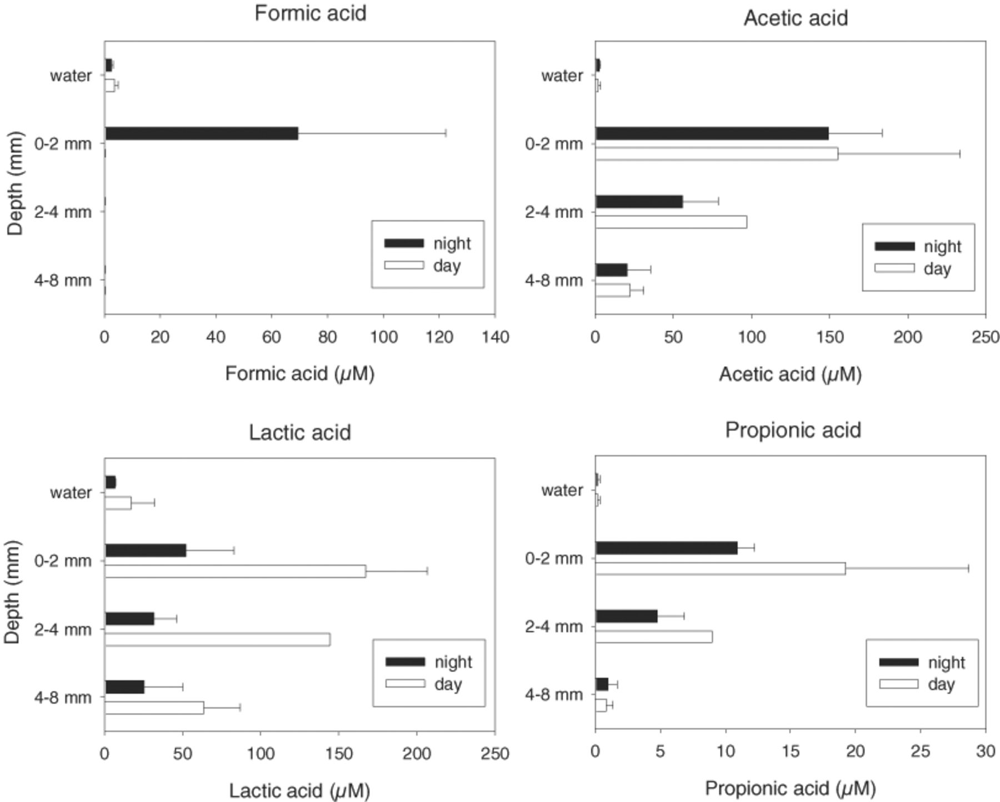 Formic acid
Depth (mm)
water
0-2 mm
2-4 mm
4-8 mm
night
day
0 20 40 60 80 100 120 140
Formic acid (µM)
Acetic acid
water
0-2 mm
2-4 mm
4-8 mm
night
day
0 50 100 150 200 250
Acetic acid (µM)
Lactic acid
Depth (mm)
water
0-2 mm
2-4 mm
4-8 mm
night
day
0 50 100 150 200 250
Lactic acid (µM)
Propionic acid
water
0-2 mm
2-4 mm
4-8 mm
night
day
0 5 10 15 20 25 30
Propionic acid (µM)